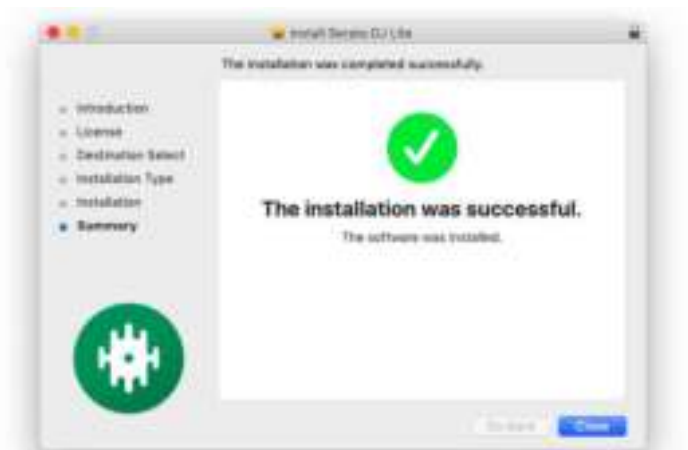 Install Serato DJ Lite
The installation was completed successfully.
Introduction
License
Destination Select
Installation Type
Installation
Summary
The installation was successful.
The software was installed.
Go Back
Close